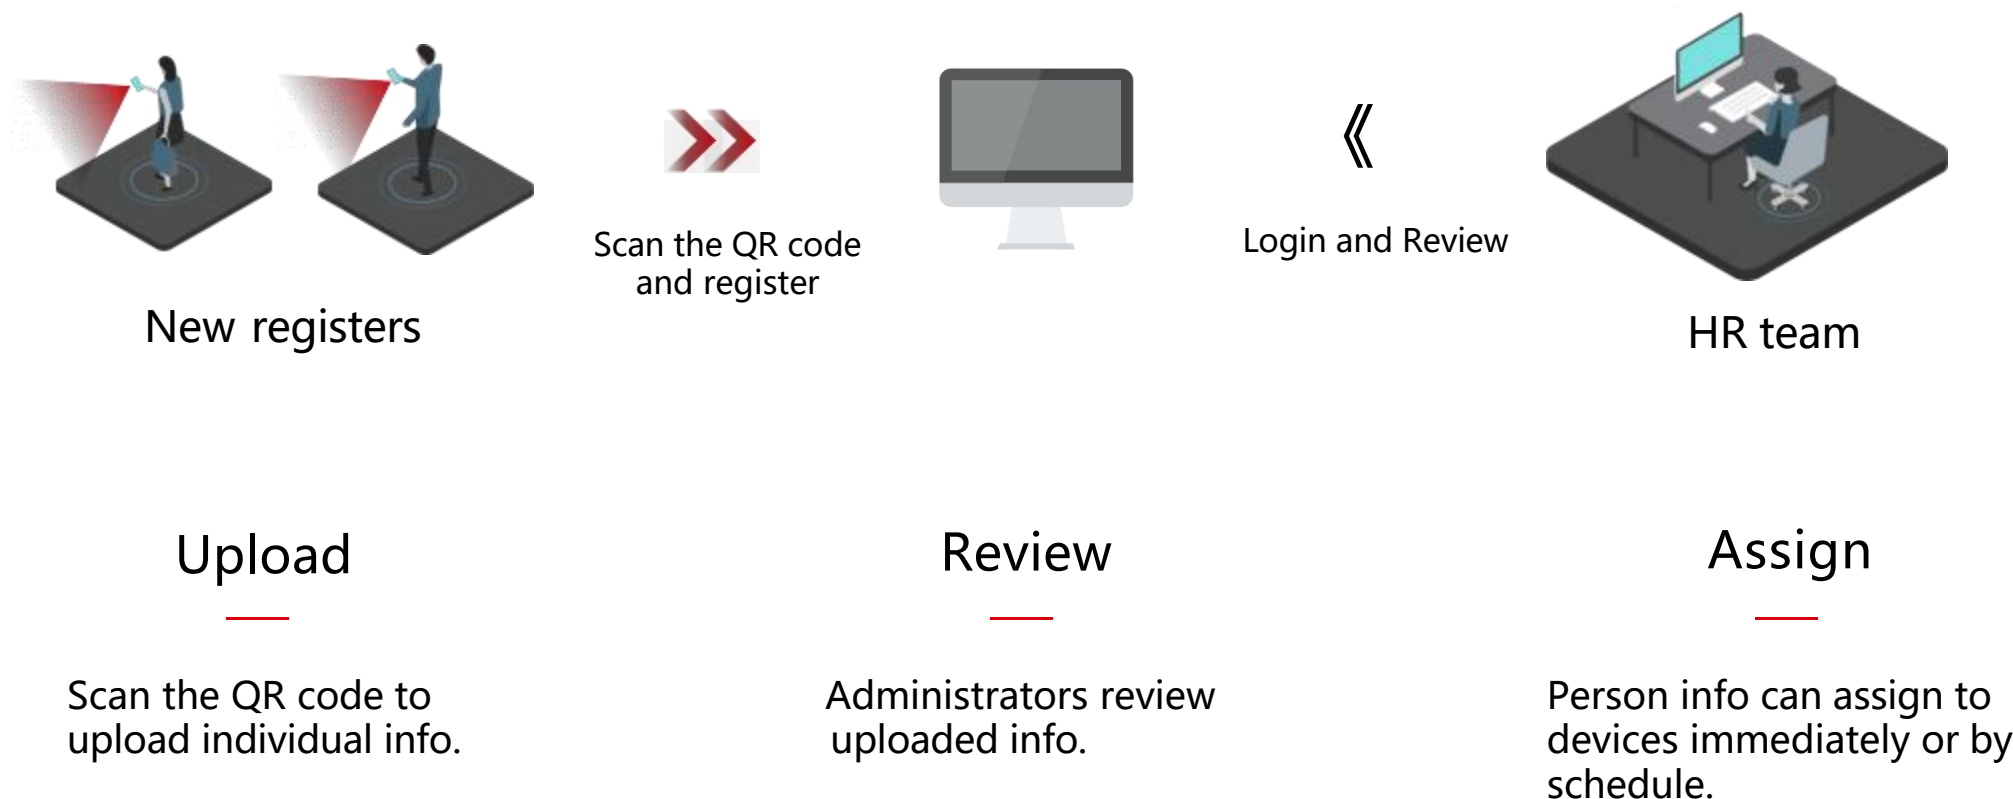 Scan the QR code
and register
Login and Review
New registers
HR team
Upload
Review
Assign
Scan the QR code to
upload individual info.
Administrators review
uploaded info.
Person info can assign to
devices immediately or by
schedule.